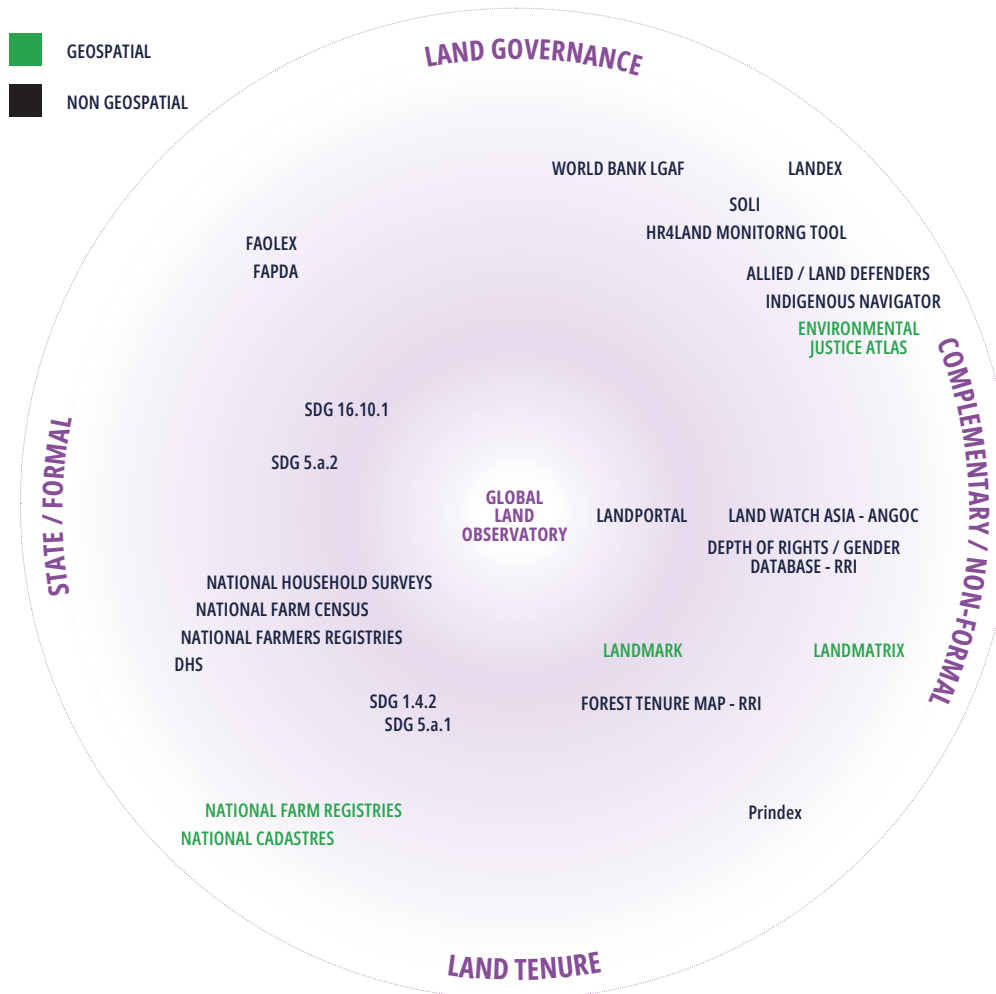 GEOSPATIAL
NON GEOSPATIAL
LAND GOVERNANCE
WORLD BANK LGAF
LANDEX
SOLI
HR4LAND MONITORNG TOOL
FAOLEX
FAPDA
ALLIED / LAND DEFENDERS
INDIGENOUS NAVIGATOR
ENVIRONMENTAL
JUSTICE ATLAS
COMPLEMENTARY / NON-FORMAL
STATE / FORMAL
SDG 16.10.1
SDG 5.a.2
GLOBAL
LAND
OBSERVATORY
LANDPORTAL
LAND WATCH ASIA - ANGOC
DEPTH OF RIGHTS / GENDER
DATABASE - RRI
NATIONAL HOUSEHOLD SURVEYS
NATIONAL FARM CENSUS
NATIONAL FARMERS REGISTRIES
DHS
LANDMARK
LANDMATRIX
SDG 1.4.2
SDG 5.a.1
FOREST TENURE MAP - RRI
NATIONAL FARM REGISTRIES
NATIONAL CADASTRES
Prindex
LAND TENURE